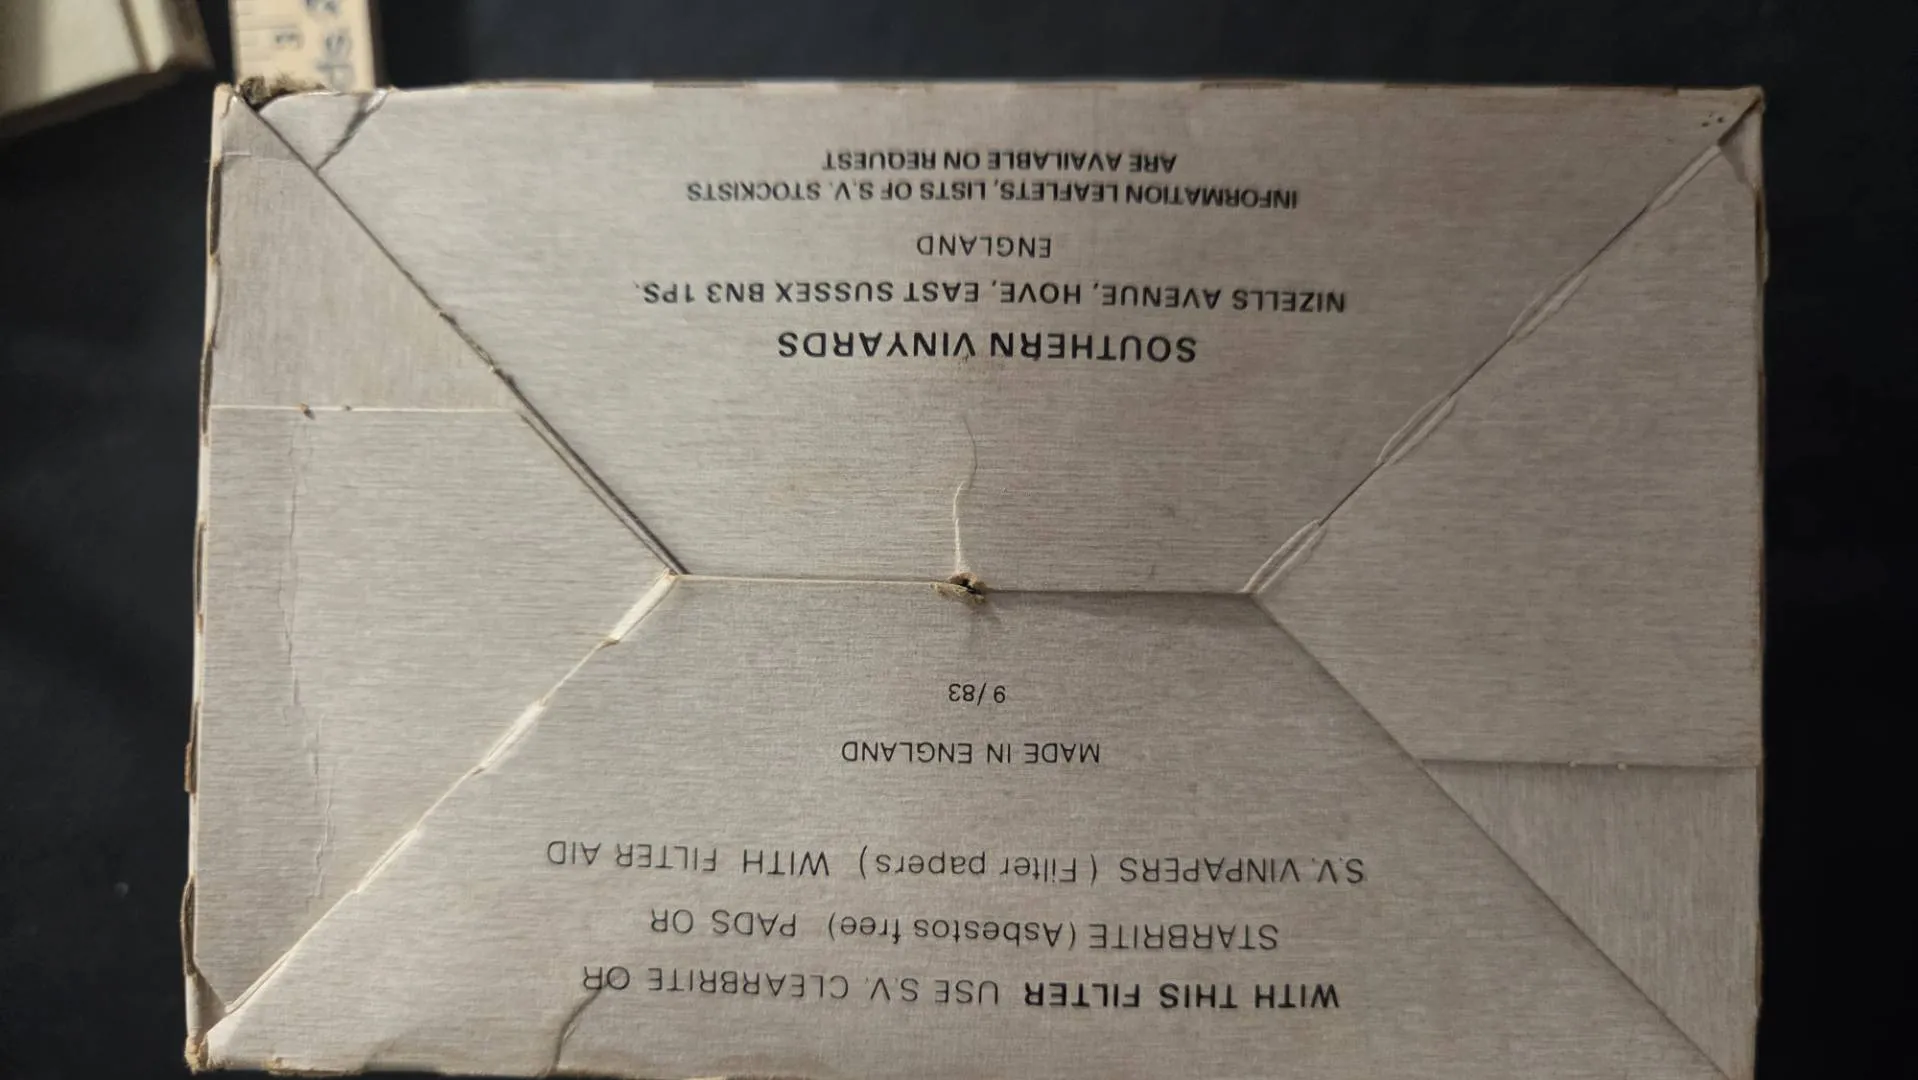 WITH THIS FILTER USE S.V. CLEARBRITE OR
STARBRITE (Asbestos free) PADS OR
S.V. VINPAPERS (Filter papers) WITH FILTER AID
MADE IN ENGLAND
9/83
SOUTHERN VINYARDS
NIZELLS AVENUE, HOVE, EAST SUSSEX BN3 1PS.
ENGLAND
INFORMATION LEAFLETS, LISTS OF S.V. STOCKISTS
ARE AVAILABLE ON REQUEST
31